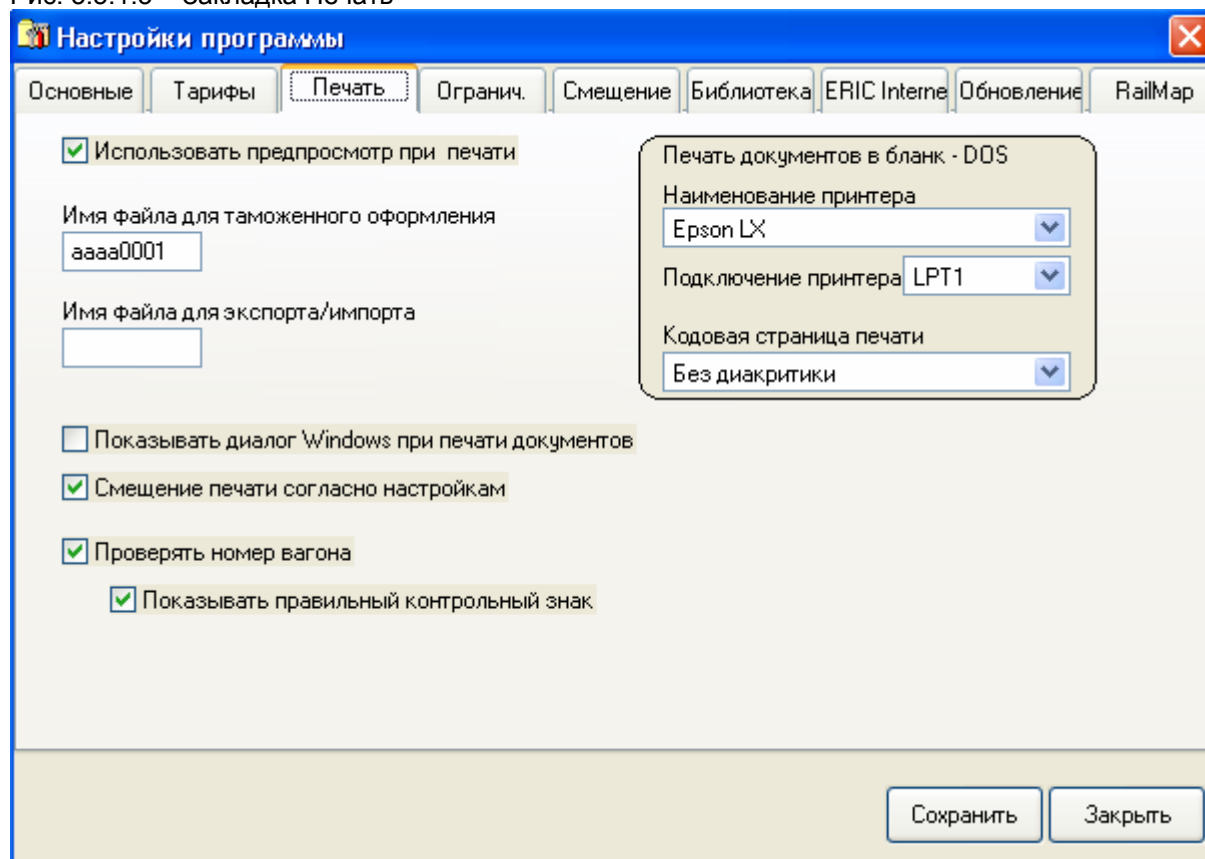 Настройки программы
Основные Тарифы Печать Огранич. Смещение Библиотека ERIC Interne Обновление RailMap
Использовать предпросмотр при печати
Имя файла для таможенного оформления
aaaa0001
Имя файла для экспорта/импорта
Показывать диалог Windows при печати документов
Смещение печати согласно настройкам
Проверять номер вагона
Показывать правильный контрольный знак
Печать документов в бланк - DOS
Наименование принтера
Epson LX
Подключение принтера LPT1
Кодовая страница печати
Без диакритики
Сохранить Закрыть